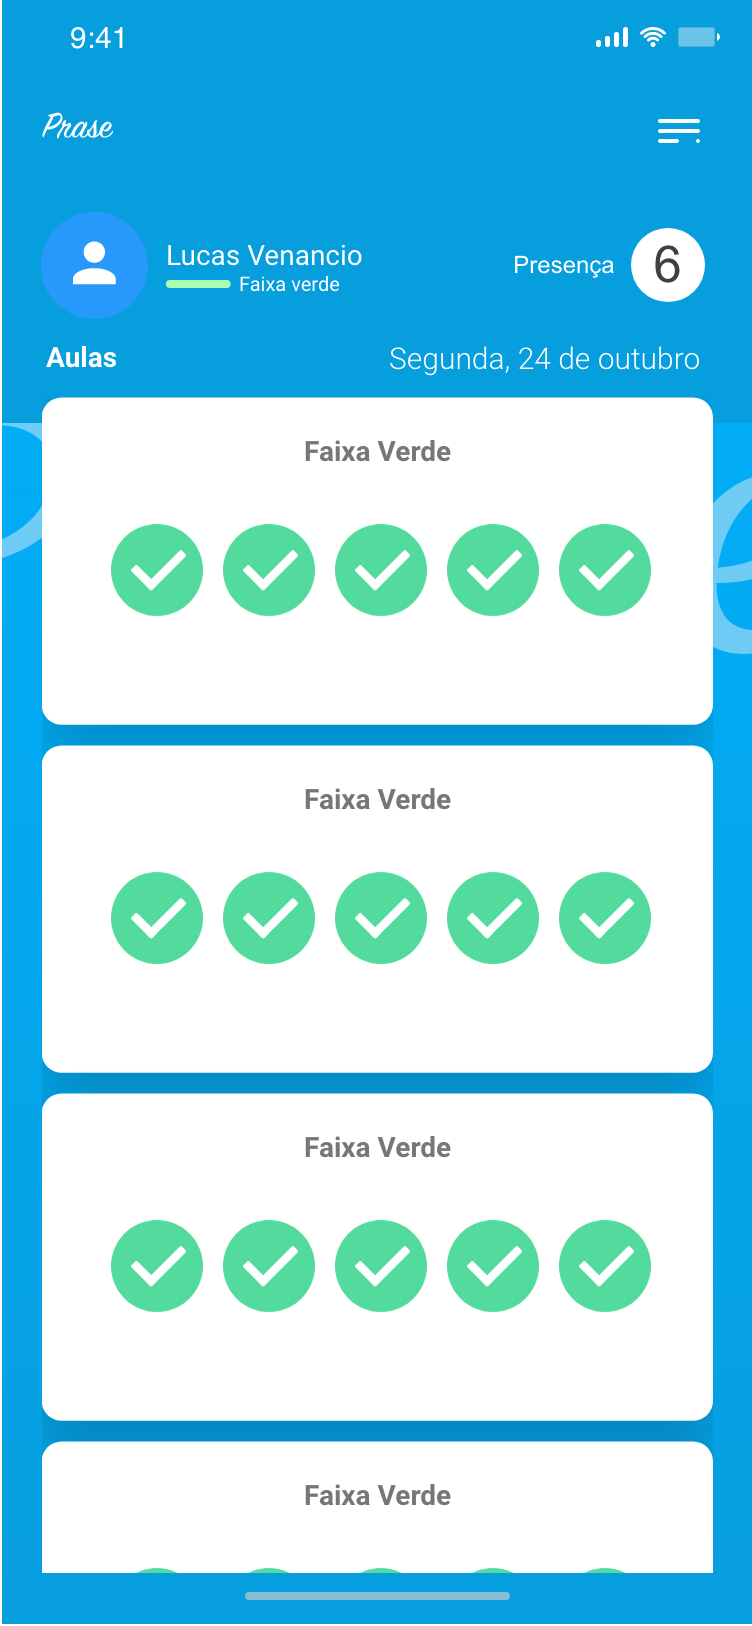 9:41
Prase
Lucas Venancio
Faixa verde
Presença 6
Aulas
Segunda, 24 de outubro
Faixa Verde
Faixa Verde
Faixa Verde
Faixa Verde